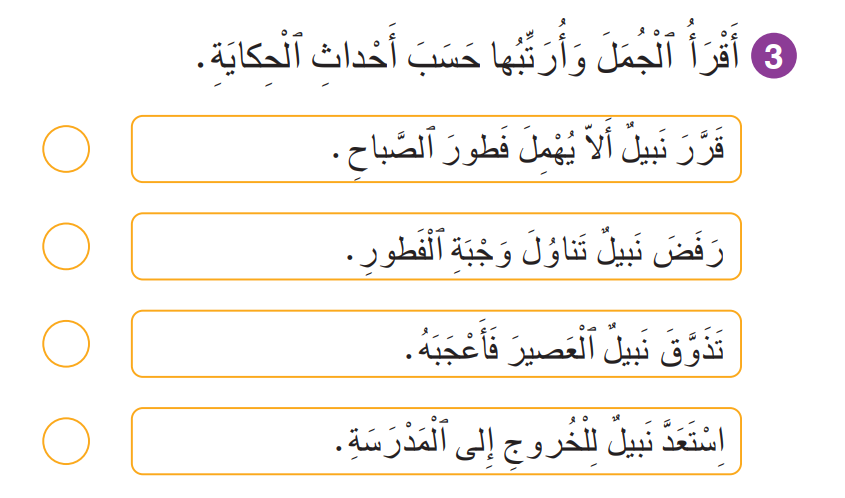 3 أَقْرَأُ ٱلْجُمَلَ وَأُرَتِّبُها حَسَبَ أَحْداثِ ٱلْحِكايَةِ.
قَرَّرَ نَبيلٌ أَلاّ يُهْمِلَ فَطورَ ٱلصَّباحِ.
رَفَضَ نَبيلٌ تَناوُلَ وَجْبَةِ ٱلْفَطورِ.
تَذَوَّقَ نَبيلٌ ٱلْعَصيرَ فَأَعْجَبَهُ.
اِسْتَعَدَّ نَبيلٌ لِلْخُروجِ إِلى ٱلْمَدْرَسَةِ.